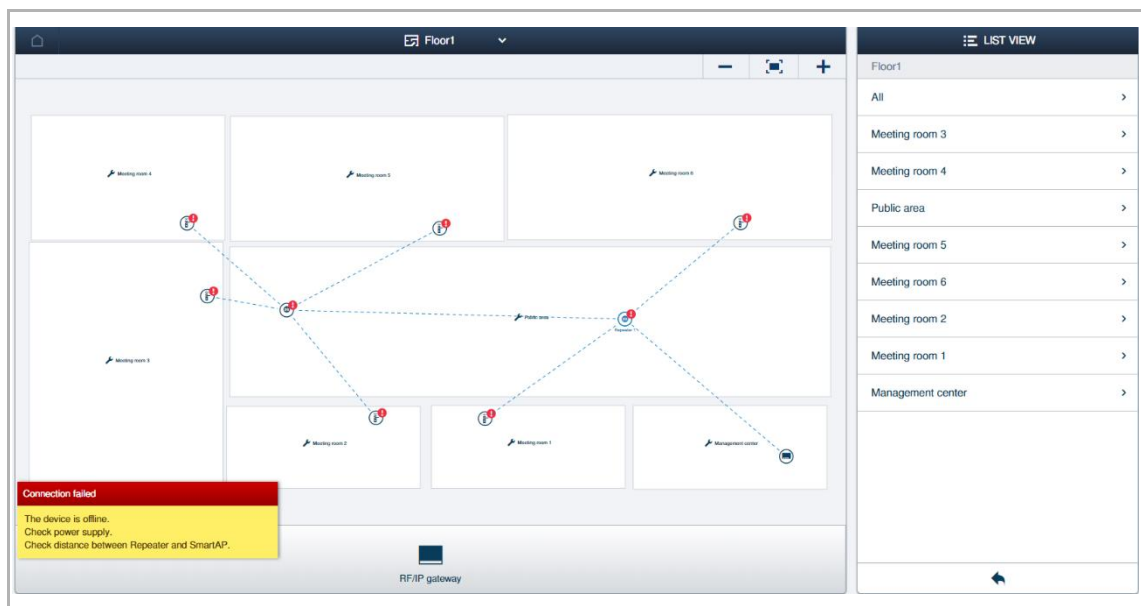 Floor1
LIST VIEW
Floor1
All
Meeting room 3
Meeting room 4
Public area
Meeting room 5
Meeting room 6
Meeting room 2
Meeting room 1
Management center
Meeting room 4
Meeting room 5
Meeting room 6
Public area
Repeater 1
Meeting room 3
Meeting room 2
Meeting room 1
Management center
Connection failed
The device is offline.
Check power supply.
Check distance between Repeater and SmartAP.
RF/IP gateway